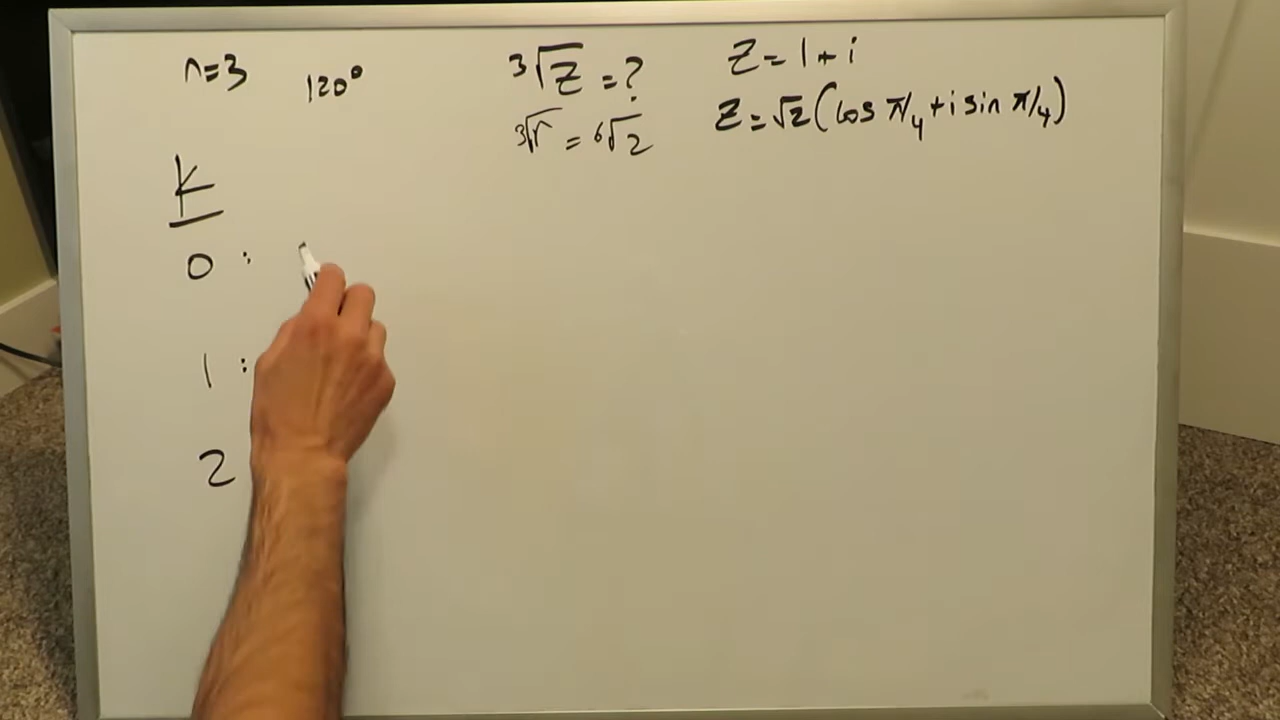 n=3
120°
³√z = ?
³√r = ⁶√2
z = 1 + i
z = √2 (cos π/4 + i sin π/4)
K
0 :
1 :
2